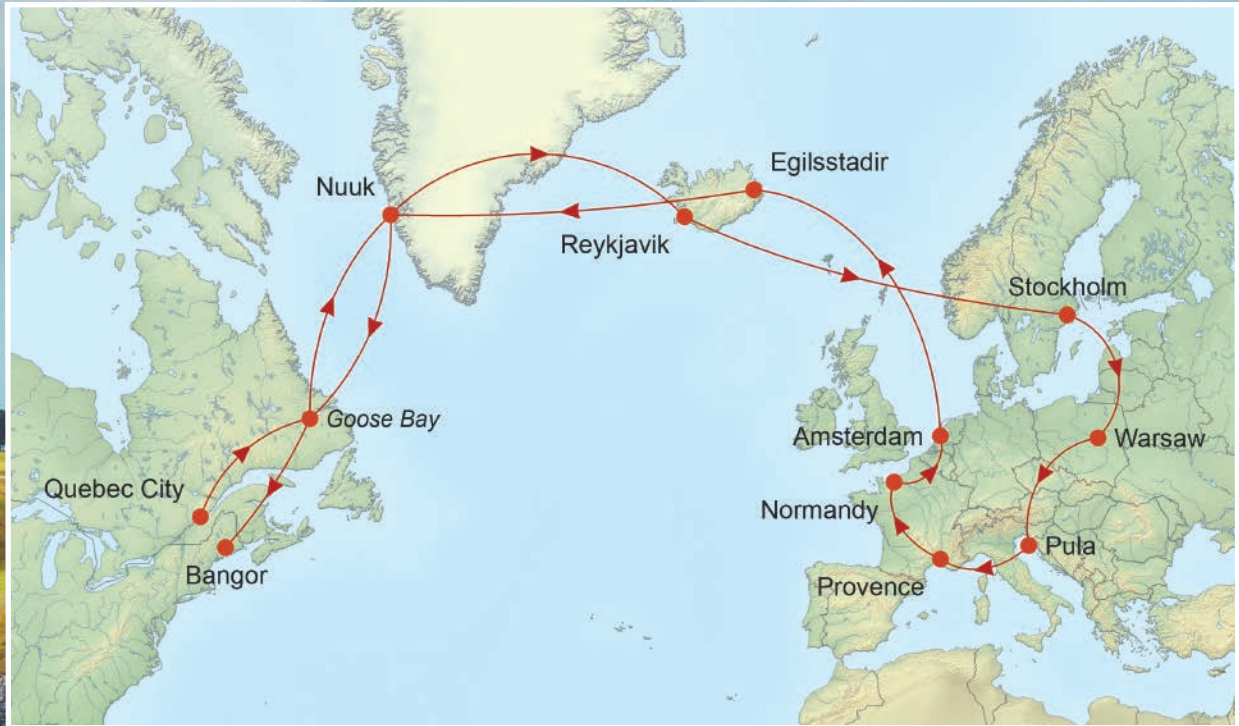 Egilsstadir
Nuuk
Reykjavik
Stockholm
Goose Bay
Amsterdam
Warsaw
Quebec City
Normandy
Pula
Bangor
Provence